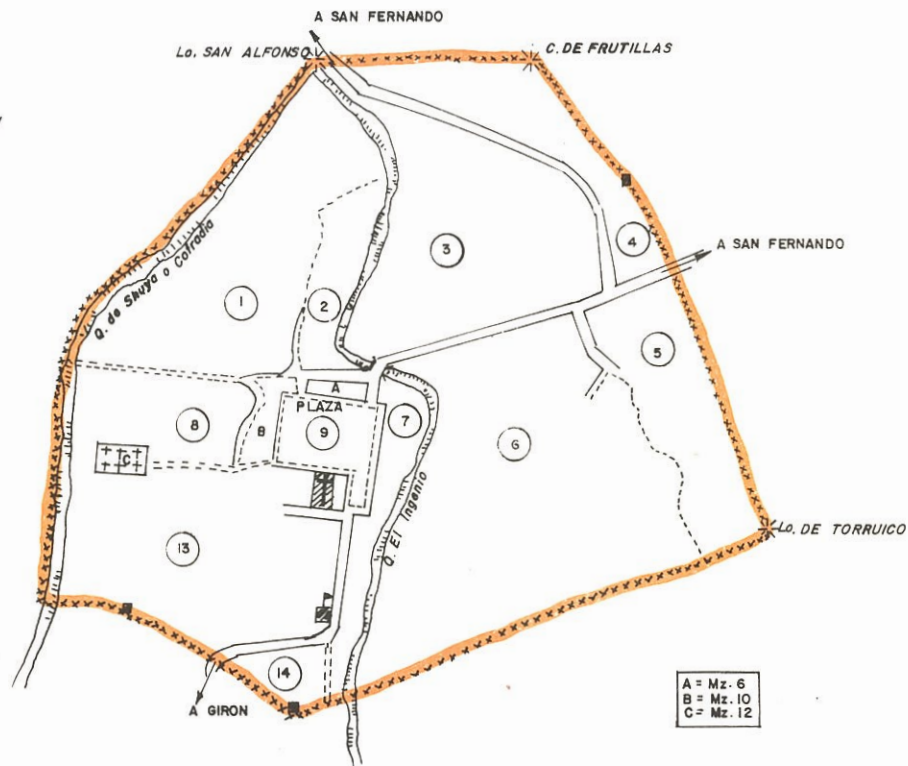 A SAN FERNANDO
Lo. SAN ALFONSO
C. DE FRUTILLAS
4
A SAN FERNANDO
3
Q. de Shuya o Cofradia
1
2
5
A
PLAZA
8
B
9
7
6
C
Q. El Ingenio
Lo. DE TORRUICO
13
14
A GIRON
A = Mz. 6
B = Mz. 10
C = Mz. 12